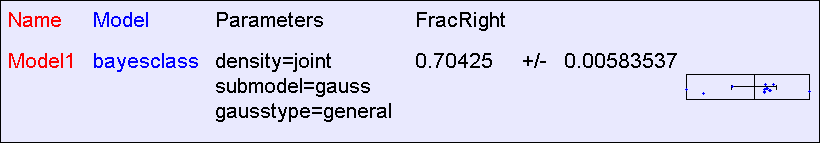 Name Model Parameters FracRight
Model1 bayesclass density=joint 0.70425 +/- 0.00583537
submodel=gauss
gausstype=general